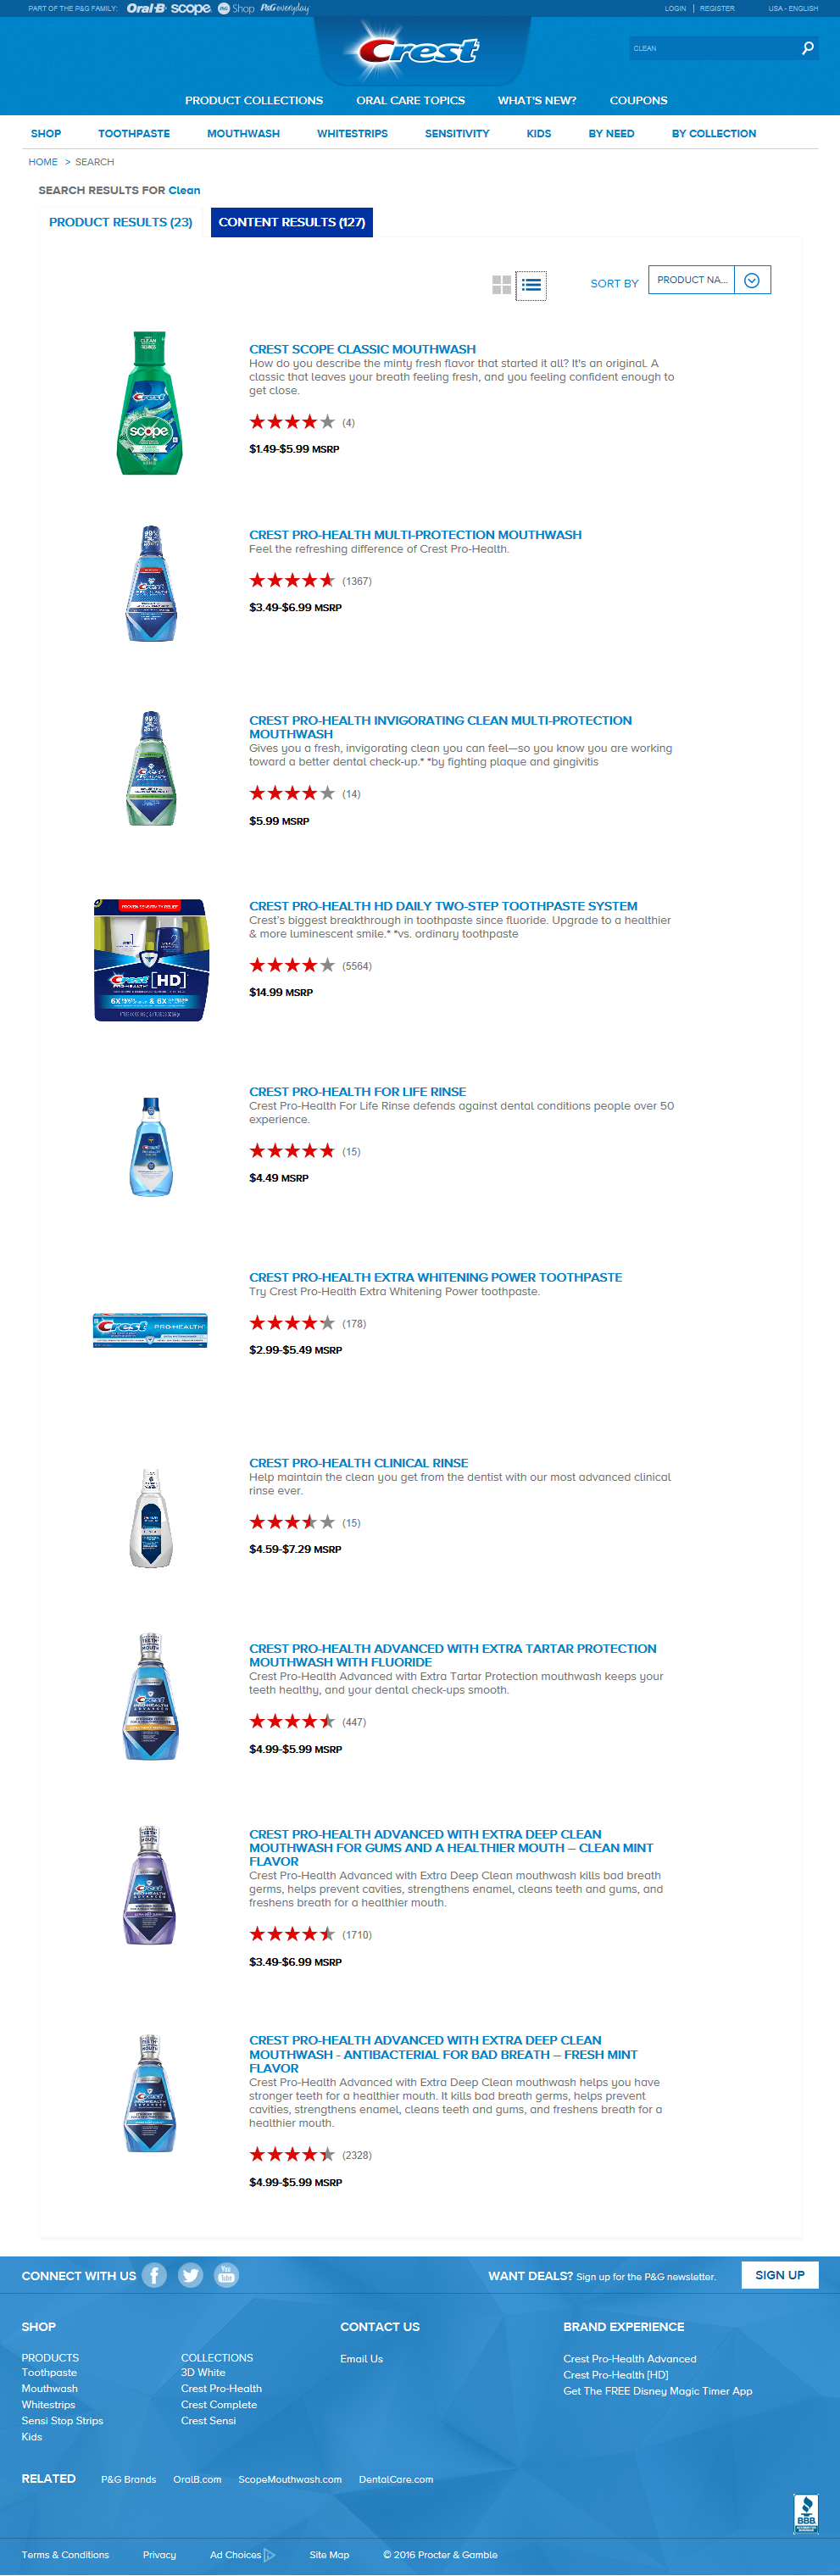 PART OF THE P&G FAMILY: Oral-B scope P&G Shop P&G everyday
LOGIN | REGISTER USA - ENGLISH
Crest
CLEAN
PRODUCT COLLECTIONS ORAL CARE TOPICS WHAT'S NEW? COUPONS
SHOP TOOTHPASTE MOUTHWASH WHITESTRIPS SENSITIVITY KIDS BY NEED BY COLLECTION
HOME > SEARCH
SEARCH RESULTS FOR Clean
PRODUCT RESULTS (23) CONTENT RESULTS (127)
SORT BY PRODUCT NA...
CREST SCOPE CLASSIC MOUTHWASH
How do you describe the minty fresh flavor that started it all? It's an original. A
classic that leaves your breath feeling fresh, and you feeling confident enough to
get close.
(4)
$1.49-$5.99 MSRP
Crest
scope
CREST PRO-HEALTH MULTI-PROTECTION MOUTHWASH
Feel the refreshing difference of Crest Pro-Health.
(1367)
$3.49-$6.99 MSRP
99%
Crest
CREST PRO-HEALTH INVIGORATING CLEAN MULTI-PROTECTION
MOUTHWASH
Gives you a fresh, invigorating clean you can feel—so you know you are working
toward a better dental check-up.* *by fighting plaque and gingivitis
(14)
$5.99 MSRP
99%
Crest
CREST PRO-HEALTH HD DAILY TWO-STEP TOOTHPASTE SYSTEM
Crest's biggest breakthrough in toothpaste since fluoride. Upgrade to a healthier
& more luminescent smile.* *vs. ordinary toothpaste
(5564)
$14.99 MSRP
Crest [HD]
PRO-HEALTH
CREST PRO-HEALTH FOR LIFE RINSE
Crest Pro-Health For Life Rinse defends against dental conditions people over 50
experience.
(15)
$4.49 MSRP
Crest
CREST PRO-HEALTH EXTRA WHITENING POWER TOOTHPASTE
Try Crest Pro-Health Extra Whitening Power toothpaste.
(178)
$2.99-$5.49 MSRP
Crest PRO-HEALTH
CREST PRO-HEALTH CLINICAL RINSE
Help maintain the clean you get from the dentist with our most advanced clinical
rinse ever.
(15)
$4.59-$7.29 MSRP
CREST PRO-HEALTH ADVANCED WITH EXTRA TARTAR PROTECTION
MOUTHWASH WITH FLUORIDE
Crest Pro-Health Advanced with Extra Tartar Protection mouthwash keeps your
teeth healthy, and your dental check-ups smooth.
(447)
$4.99-$5.99 MSRP
Crest
CREST PRO-HEALTH ADVANCED WITH EXTRA DEEP CLEAN
MOUTHWASH FOR GUMS AND A HEALTHIER MOUTH – CLEAN MINT
FLAVOR
Crest Pro-Health Advanced with Extra Deep Clean mouthwash kills bad breath
germs, helps prevent cavities, strengthens enamel, cleans teeth and gums, and
freshens breath for a healthier mouth.
(1710)
$3.49-$6.99 MSRP
Crest
CREST PRO-HEALTH ADVANCED WITH EXTRA DEEP CLEAN
MOUTHWASH - ANTIBACTERIAL FOR BAD BREATH – FRESH MINT
FLAVOR
Crest Pro-Health Advanced with Extra Deep Clean mouthwash helps you have
stronger teeth for a healthy mouth. It kills bad breath germs, helps prevent
cavities, strengthens enamel, cleans teeth and gums, and freshens breath for a
healthier mouth.
(2328)
$4.99-$5.99 MSRP
Crest
CONNECT WITH US
WANT DEALS? Sign up for the P&G newsletter. SIGN UP
SHOP
PRODUCTS
Toothpaste
Mouthwash
Whitestrips
Sensi Stop Strips
Kids
COLLECTIONS
3D White
Crest Pro-Health
Crest Complete
Crest Sensi
CONTACT US
Email Us
BRAND EXPERIENCE
Crest Pro-Health Advanced
Crest Pro-Health [HD]
Get The FREE Disney Magic Timer App
RELATED P&G Brands OralB.com ScopeMouthwash.com DentalCare.com
BBB
Terms & Conditions Privacy Ad Choices Site Map © 2016 Procter & Gamble